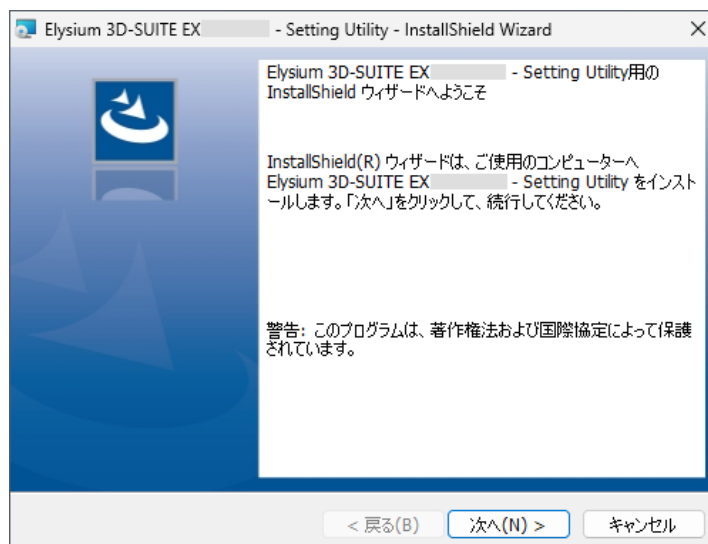 Elysium 3D-SUITE EX - Setting Utility - InstallShield Wizard
Elysium 3D-SUITE EX - Setting Utility用の
InstallShield ウィザードへようこそ
InstallShield(R) ウィザードは、ご使用のコンピューターへ
Elysium 3D-SUITE EX - Setting Utility をインスト
ールします。「次へ」をクリックして、続行してください。
警告: このプログラムは、著作権法および国際協定によって保護
されています。
< 戻る(B)
次へ(N) >
キャンセル